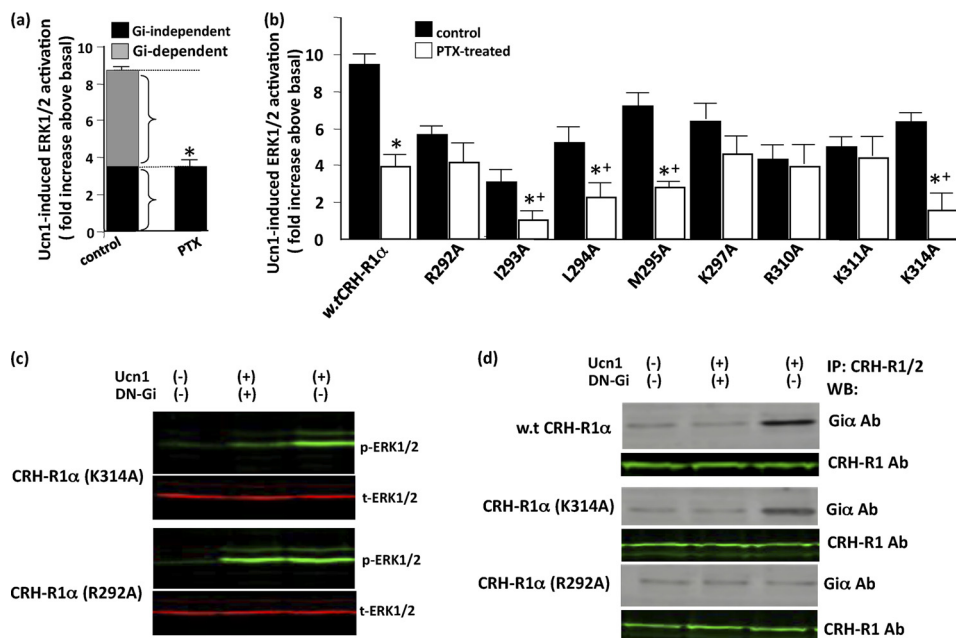 (a)
Gi-independent
Gi-dependent
Ucn1-induced ERK1/2 activation
( fold increase above basal)
10
8
6
4
2
0
*
control
PTX
(b)
control
PTX-treated
Ucn1-induced ERK1/2 activation
( fold increase above basal)
10
8
6
4
2
0
*
*+
*+
*+
*+
w.tCRH-R1α
R292A
I293A
L294A
M295A
K297A
R310A
K311A
K314A
(c)
Ucn1 (-) (+) (+)
DN-Gi (-) (+) (-)
CRH-R1α (K314A)
p-ERK1/2
t-ERK1/2
CRH-R1α (R292A)
p-ERK1/2
t-ERK1/2
(d)
Ucn1 (-) (+) (+) IP: CRH-R1/2
DN-Gi (-) (+) (-) WB:
w.t CRH-R1α
Giα Ab
CRH-R1 Ab
CRH-R1α (K314A)
Giα Ab
CRH-R1 Ab
CRH-R1α (R292A)
Giα Ab
CRH-R1 Ab